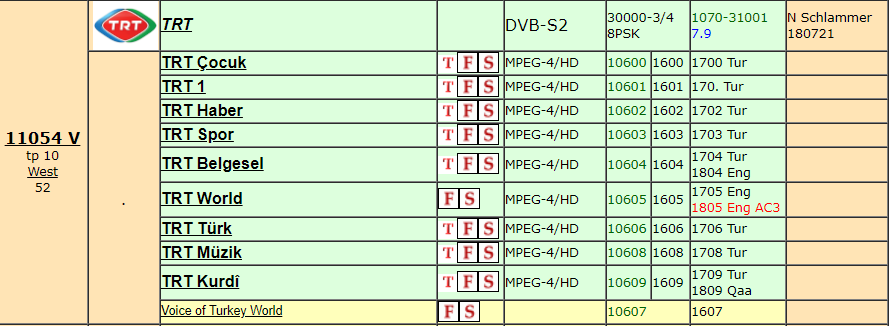 TRT TRT DVB-S2 30000-3/4 1070-31001 N Schlammer
8PSK 7.9 180721
11054 V
tp 10
West
52
.
TRT Çocuk T F S MPEG-4/HD 10600 1600 1700 Tur
TRT 1 T F S MPEG-4/HD 10601 1601 170. Tur
TRT Haber T F S MPEG-4/HD 10602 1602 1702 Tur
TRT Spor T F S MPEG-4/HD 10603 1603 1703 Tur
TRT Belgesel T F S MPEG-4/HD 10604 1604 1704 Tur
1804 Eng
TRT World F S MPEG-4/HD 10605 1605 1705 Eng
1805 Eng AC3
TRT Türk T F S MPEG-4/HD 10606 1606 1706 Tur
TRT Müzik T F S MPEG-4/HD 10608 1608 1708 Tur
TRT Kurdî T F S MPEG-4/HD 10609 1609 1709 Tur
1809 Qaa
Voice of Turkey World F S 10607 1607